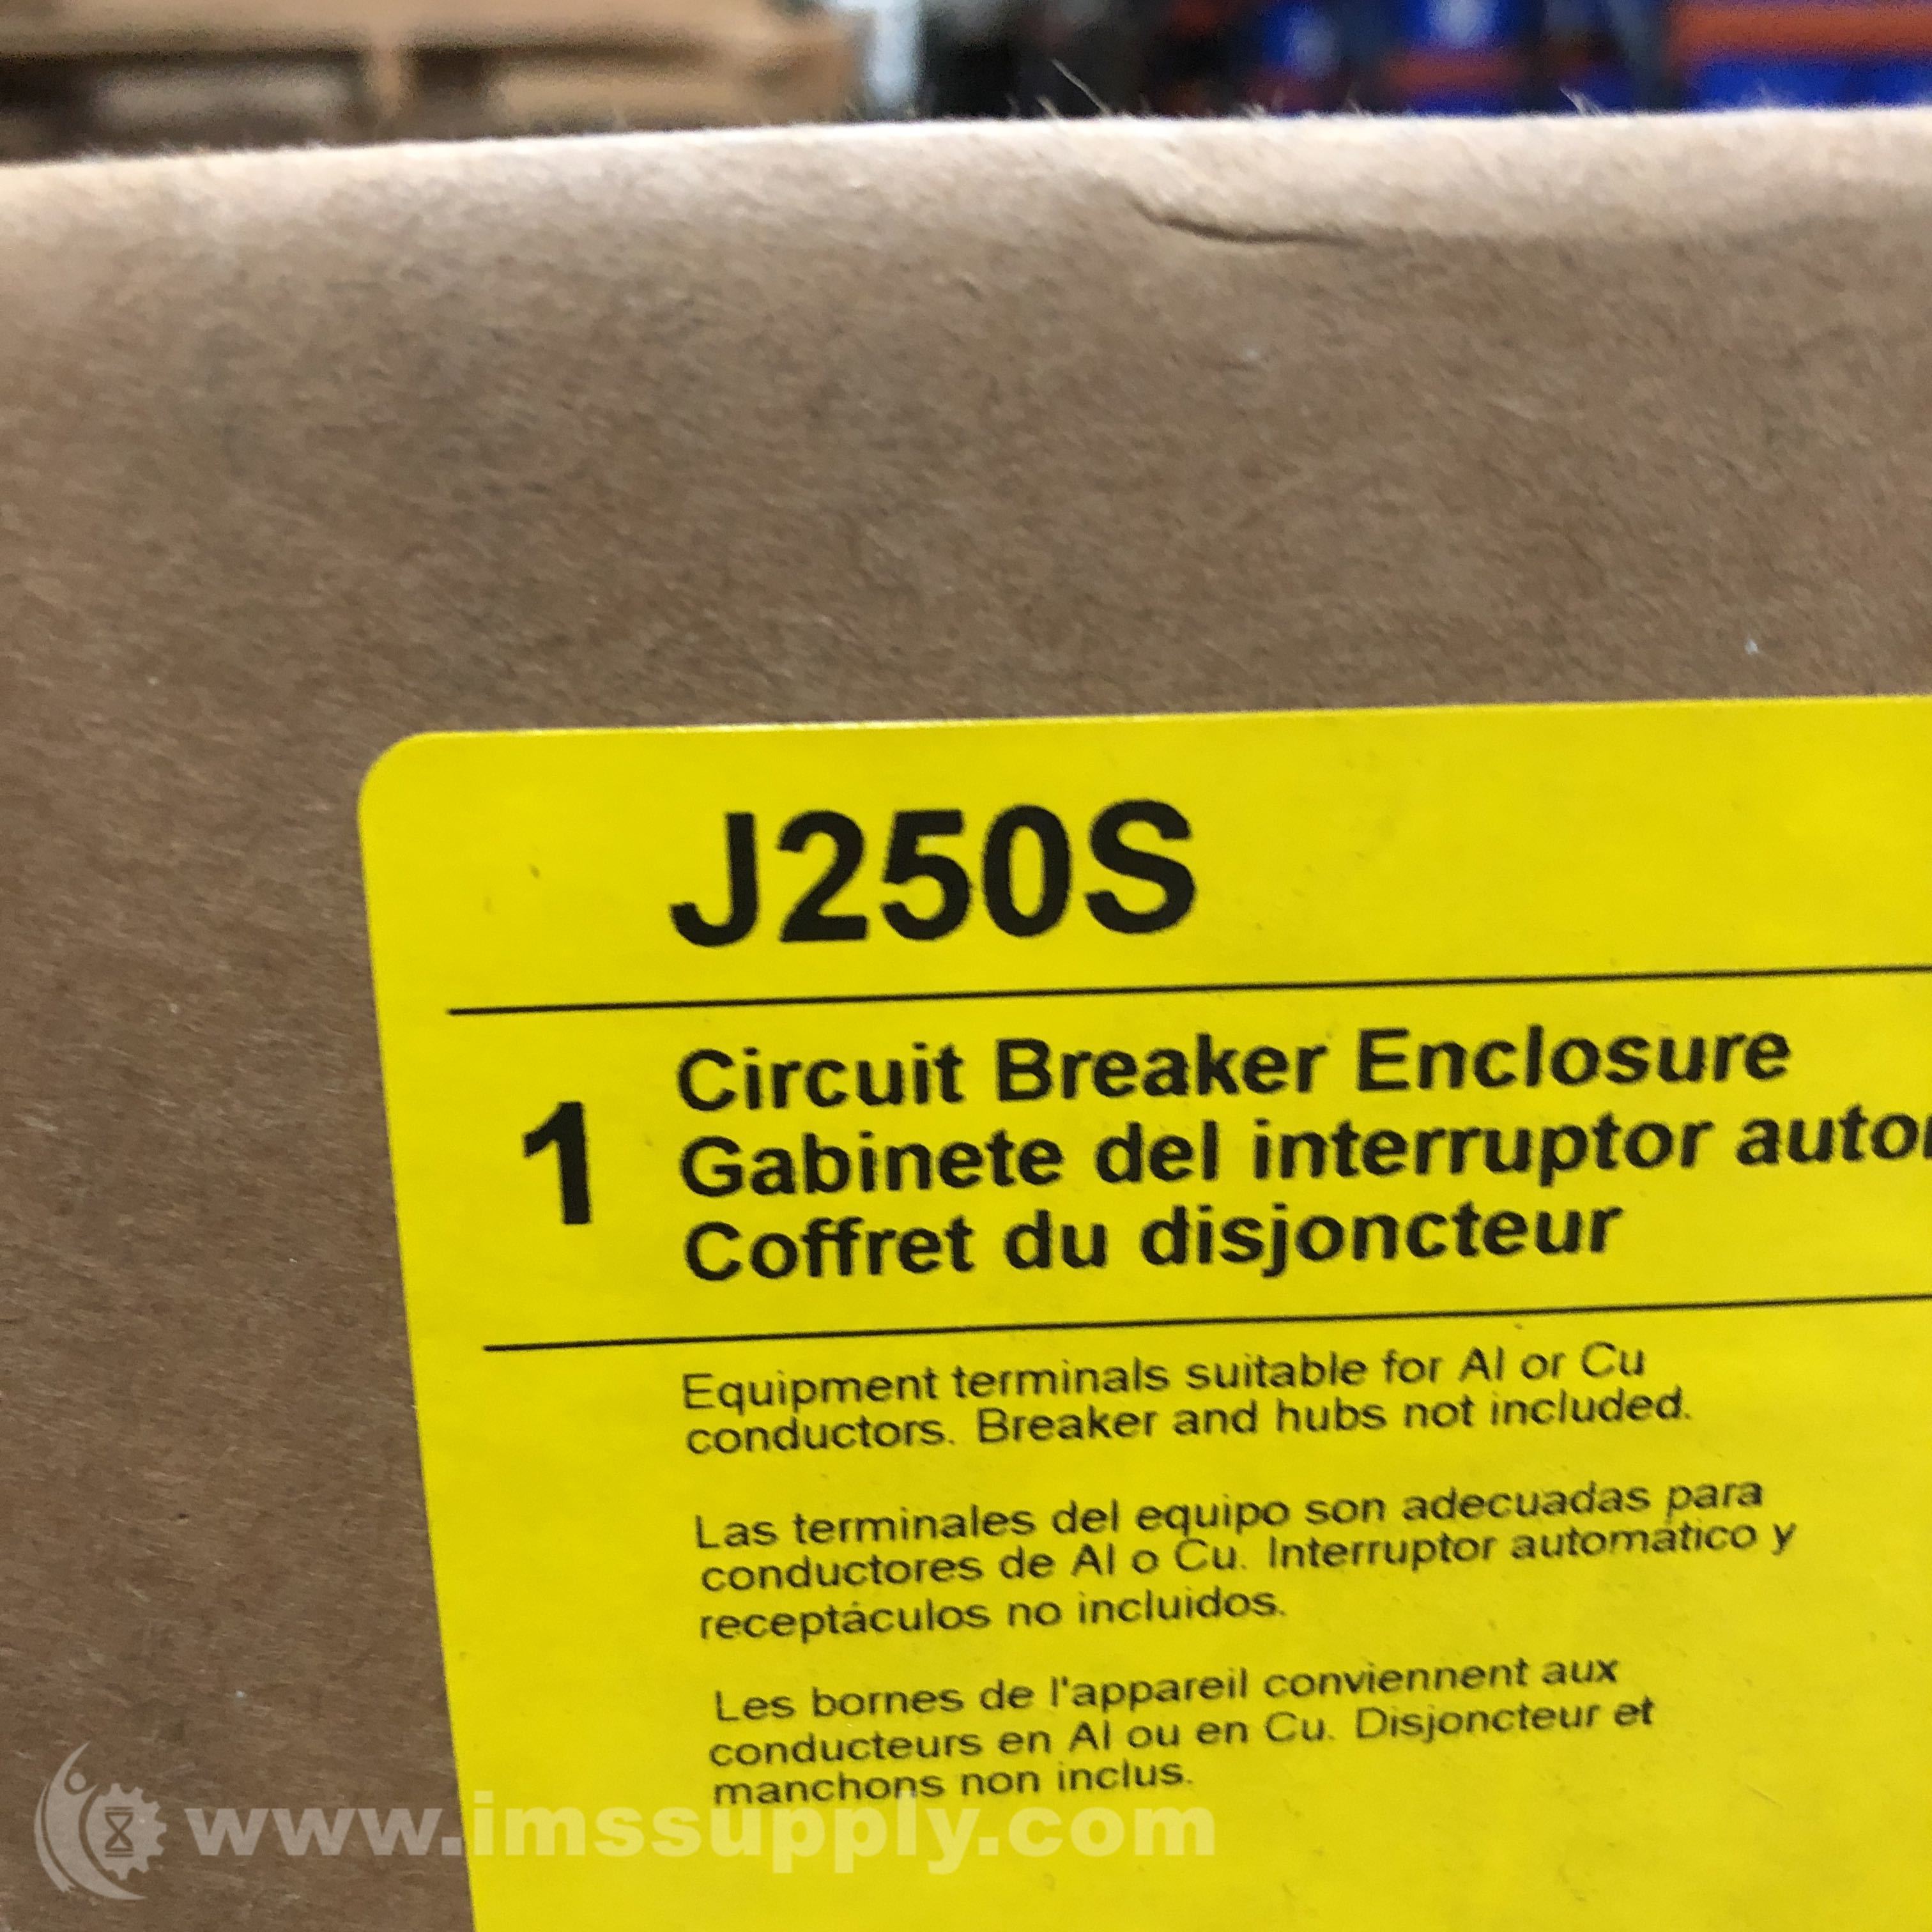 J250S
1
Circuit Breaker Enclosure
Gabinete del interruptor
Coffret du disjoncteur
Equipment terminals suitable for Al or Cu
conductors. Breaker and hubs not included.
Las terminales del equipo son adecuadas para
conductores de Al o Cu. Interruptor automático y
receptáculos no incluidos.
Les bornes de l'appareil conviennent aux
conducteurs en Al ou en Cu. Disjoncteur et
manchons non inclus.
www.imssupply.com